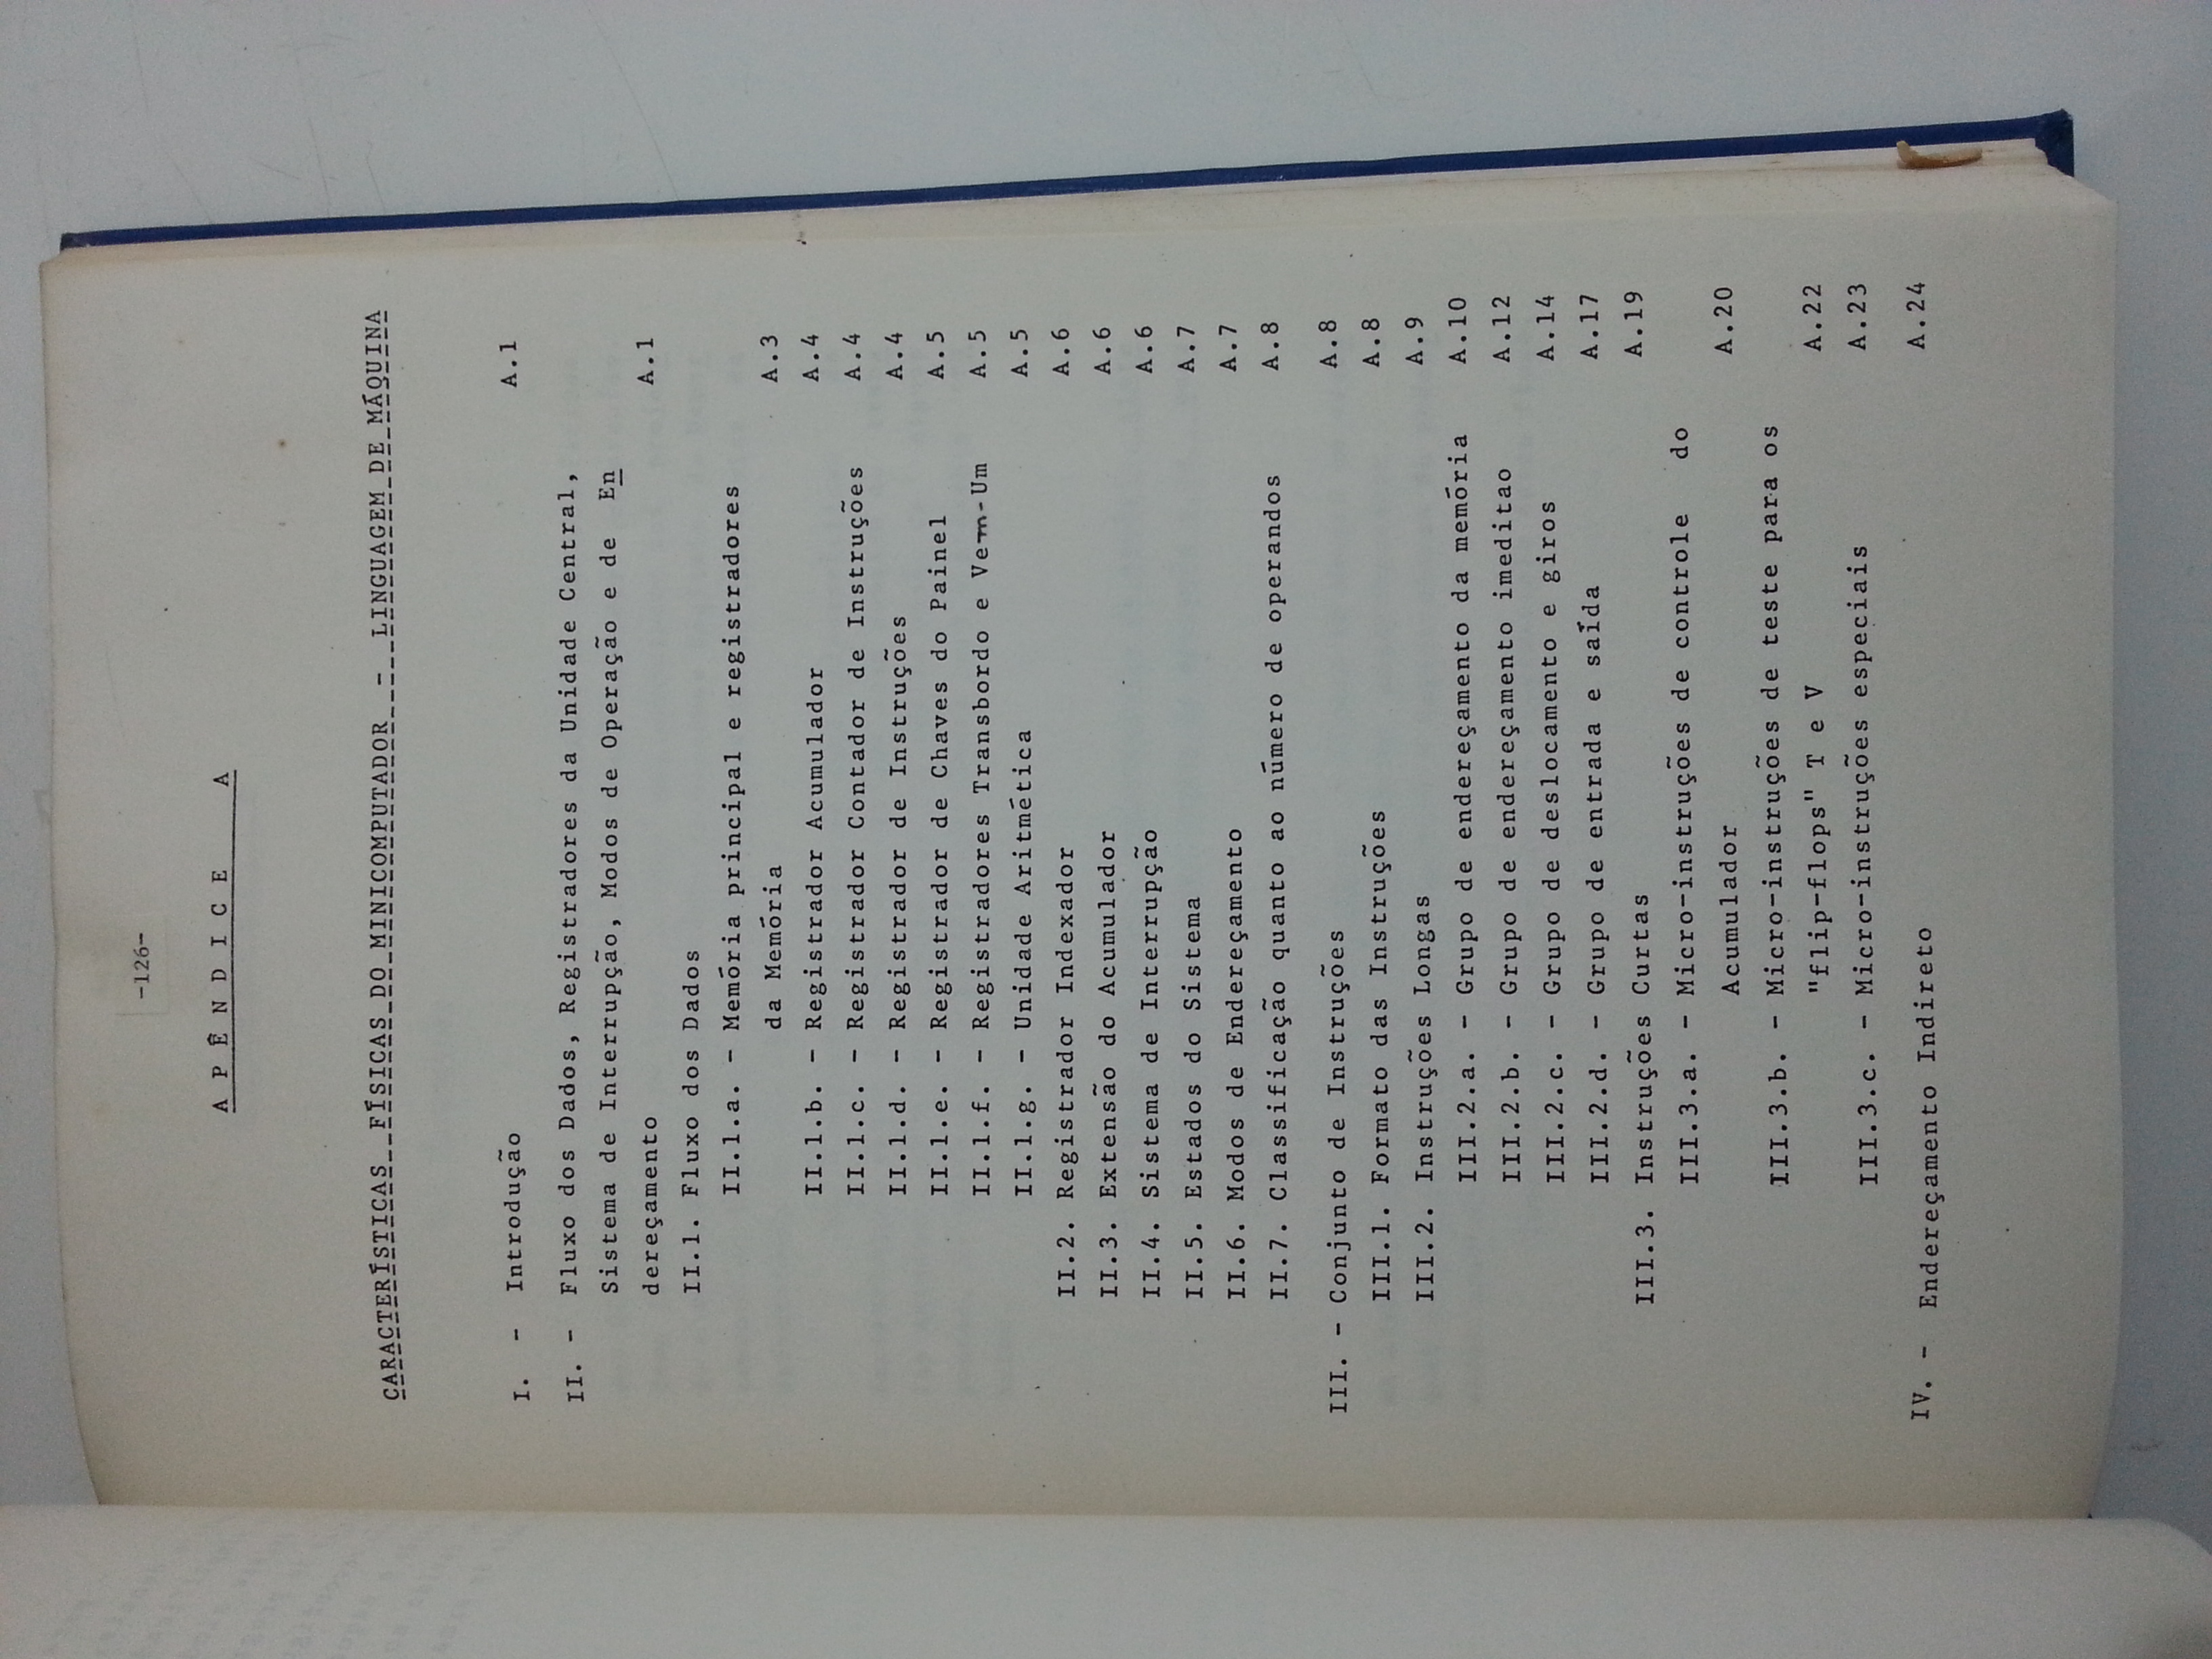 -126-
A P Ê N D I C E A
CARACTERÍSTICAS FÍSICAS DO MINICOMPUTADOR - LINGUAGEM DE MÁQUINA
I. - Introdução A.1
II. - Fluxo dos Dados, Registradores da Unidade Central,
Sistema de Interrupção, Modos de Operação e de En
dereçamento A.1
II.1. Fluxo dos Dados
II.1.a. - Memória principal e registradores
da Memória A.3
II.1.b. - Registrador Acumulador A.4
II.1.c. - Registrador Contador de Instruções A.4
II.1.d. - Registrador de Instruções A.4
II.1.e. - Registrador de Chaves do Painel A.5
II.1.f. - Registradores Transbordo e Vem-Um A.5
II.1.g. - Unidade Aritmética A.5
II.2. Registrador Indexador A.6
II.3. Extensão do Acumulador A.6
II.4. Sistema de Interrupção A.6
II.5. Estados do Sistema A.7
II.6. Modos de Endereçamento A.7
II.7. Classificação quanto ao número de operandos A.8
III. - Conjunto de Instruções A.8
III.1. Formato das Instruções A.8
III.2. Instruções Longas A.9
III.2.a. - Grupo de endereçamento da memória A.10
III.2.b. - Grupo de endereçamento imeditao A.12
III.2.c. - Grupo de deslocamento e giros A.14
III.2.d. - Grupo de entrada e saída A.17
III.3. Instruções Curtas A.19
III.3.a. - Micro-instruções de controle do
Acumulador A.20
III.3.b. - Micro-instruções de teste para os
"flip-flops" T e V A.22
III.3.c. - Micro-instruções especiais A.23
IV. - Endereçamento Indireto A.24